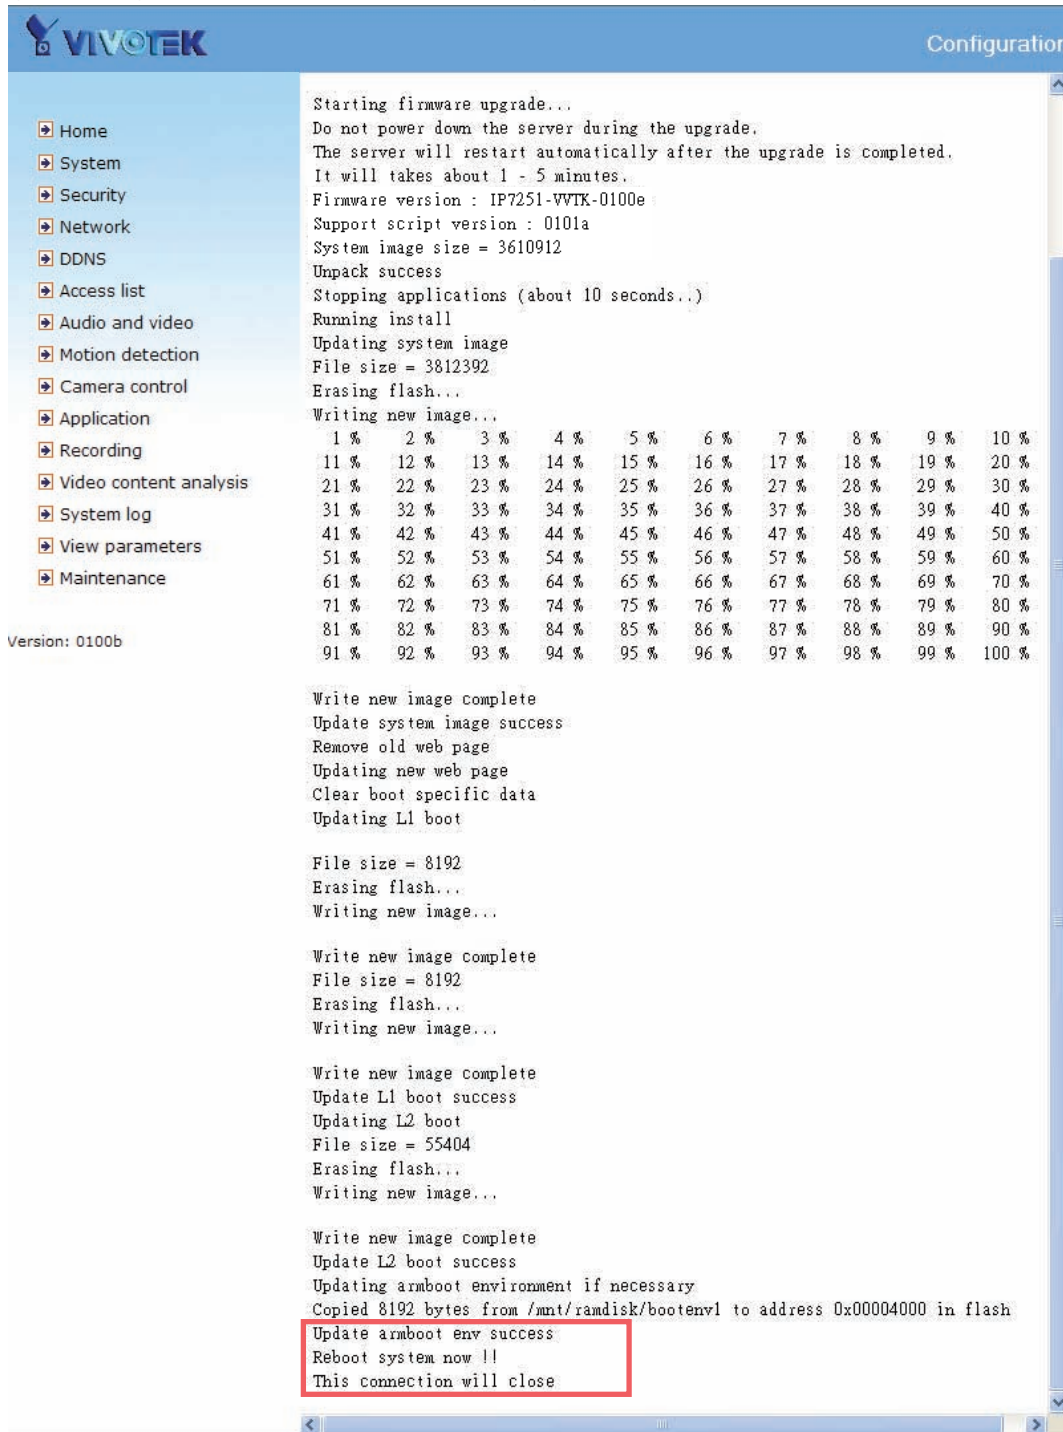 VIVOTEK
Configuration
Home
System
Security
Network
DDNS
Access list
Audio and video
Motion detection
Camera control
Application
Recording
Video content analysis
System log
View parameters
Maintenance
Version: 0100b
Starting firmware upgrade...
Do not power down the server during the upgrade.
The server will restart automatically after the upgrade is completed.
It will takes about 1 - 5 minutes.
Firmware version : IP7251-VVTK-0100e
Support script version : 0101a
System image size = 3610912
Unpack success
Stopping applications (about 10 seconds..)
Running install
Updating system image
File size = 3812392
Erasing flash...
Writing new image...
1 % 2 % 3 % 4 % 5 % 6 % 7 % 8 % 9 % 10 %
11 % 12 % 13 % 14 % 15 % 16 % 17 % 18 % 19 % 20 %
21 % 22 % 23 % 24 % 25 % 26 % 27 % 28 % 29 % 30 %
31 % 32 % 33 % 34 % 35 % 36 % 37 % 38 % 39 % 40 %
41 % 42 % 43 % 44 % 45 % 46 % 47 % 48 % 49 % 50 %
51 % 52 % 53 % 54 % 55 % 56 % 57 % 58 % 59 % 60 %
61 % 62 % 63 % 64 % 65 % 66 % 67 % 68 % 69 % 70 %
71 % 72 % 73 % 74 % 75 % 76 % 77 % 78 % 79 % 80 %
81 % 82 % 83 % 84 % 85 % 86 % 87 % 88 % 89 % 90 %
91 % 92 % 93 % 94 % 95 % 96 % 97 % 98 % 99 % 100 %
Write new image complete
Update system image success
Remove old web page
Updating new web page
Clear boot specific data
Updating L1 boot
File size = 8192
Erasing flash...
Writing new image...
Write new image complete
File size = 8192
Erasing flash...
Writing new image...
Write new image complete
Update L1 boot success
Updating L2 boot
File size = 55404
Erasing flash...
Writing new image...
Write new image complete
Update L2 boot success
Updating armboot environment if necessary
Copied 8192 bytes from /mnt/ramdisk/bootenv1 to address 0x00004000 in flash
Update armboot env success
Reboot system now !!
This connection will close